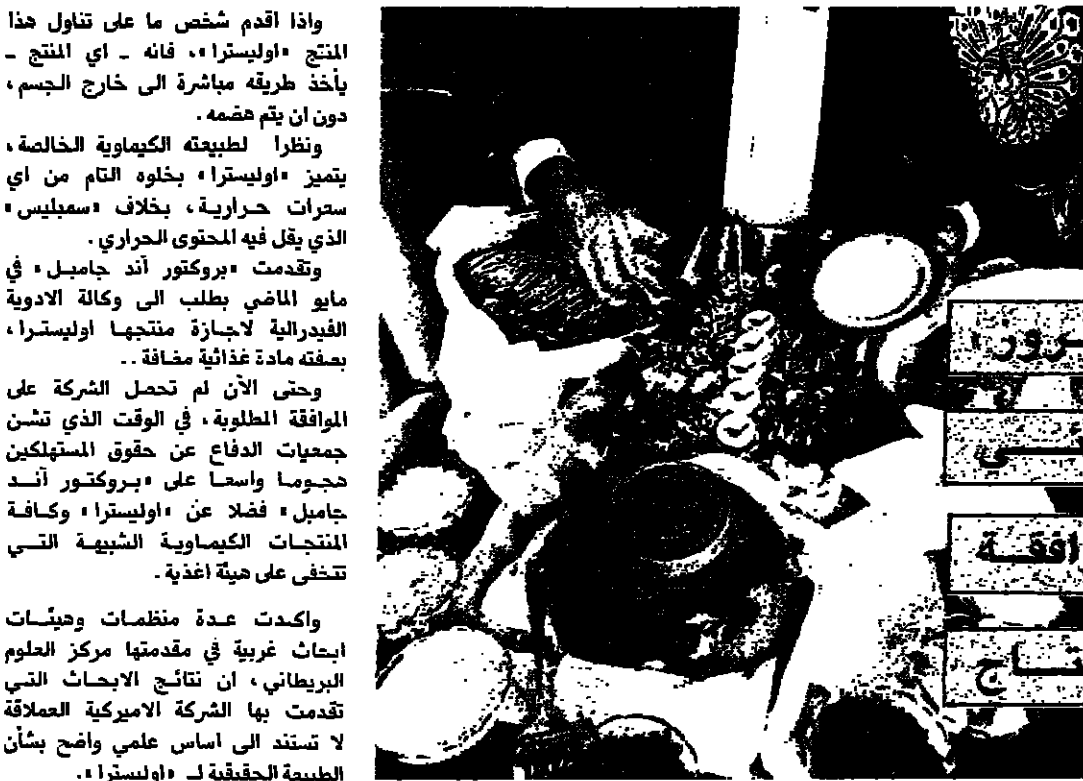 واذا اقدم شخص ما على تناول هذا
المنتج «اوليسترا»، فانه ـ اي المنتج ـ
يأخذ طريقه مباشرة الى خارج الجسم،
دون ان يتم هضمه.
ونظرا لطبيعته الكيماوية الخالصة،
يتميز «اوليسترا» بخلوه التام من اي
سعرات حرارية، بخلاف «سمبليس»
الذي يقل فيه المحتوى الحراري.
وتقدمت «بروكتور آند جامبل» في
مايو الماضي بطلب الى وكالة الادوية
الفيدرالية لاجازة منتجها اوليسترا،
بصفته مادة غذائية مضافة ..
وحتى الآن لم تحصل الشركة على
الموافقة المطلوبة، في الوقت الذي تشن
جمعيات الدفاع عن حقوق المستهلكين
هجوما واسعا على «بروكتور آند
جامبل» فضلا عن «اوليسترا» وكافة
المنتجات الكيماوية الشبيهة التي
تتخفى على هيئة اغذية.
واكدت عدة منظمات وهيئات
ابحاث غربية في مقدمتها مركز العلوم
البريطاني، ان نتائج الابحاث التي
تقدمت بها الشركة الاميركية العملاقة
لا تستند الى اساس علمي واضح بشأن
الطبيعة الحقيقية لـ «اوليسترا».